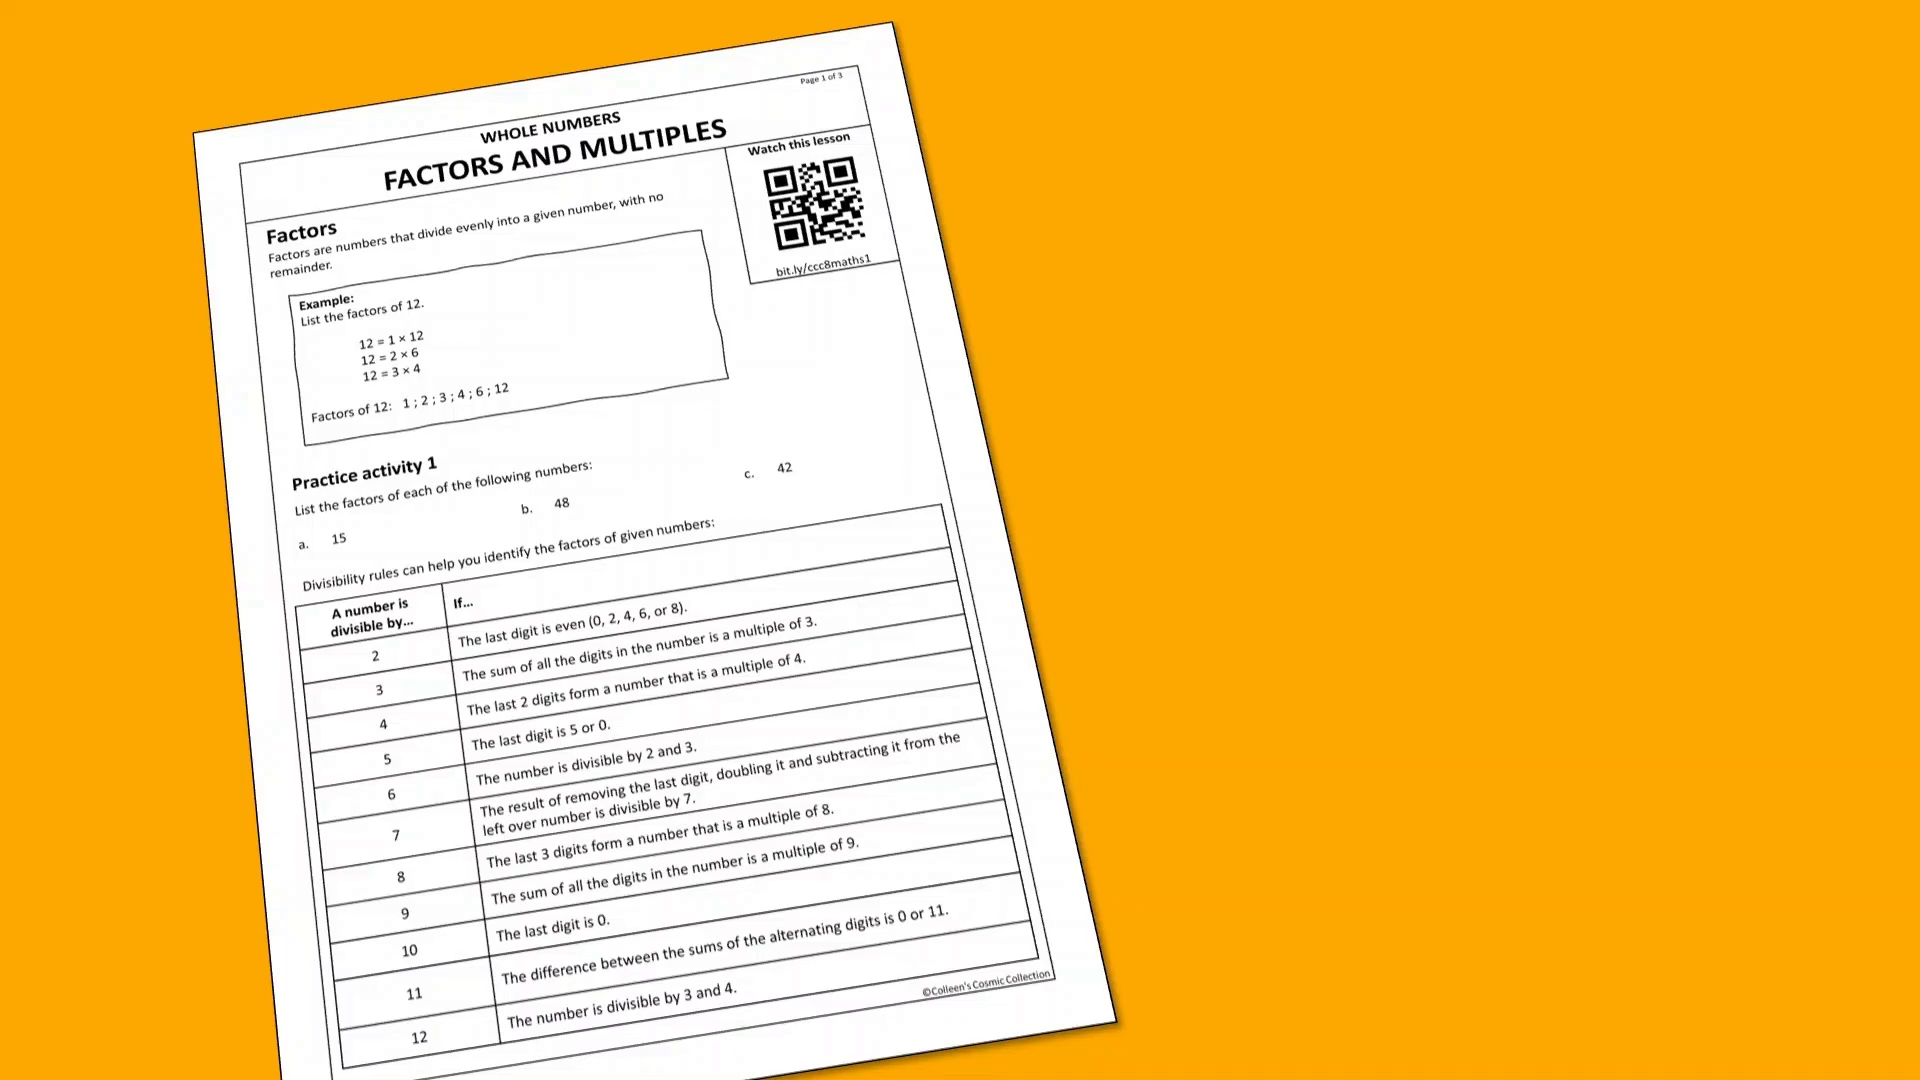 Page 1 of 3
WHOLE NUMBERS
FACTORS AND MULTIPLES
Watch this lesson
bit.ly/ccc8maths1
Factors
Factors are numbers that divide evenly into a given number, with no
remainder.
Example:
List the factors of 12.
12 = 1 × 12
12 = 2 × 6
12 = 3 × 4
Factors of 12: 1 ; 2 ; 3 ; 4 ; 6 ; 12
Practice activity 1
List the factors of each of the following numbers:
a. 15 b. 48 c. 42
Divisibility rules can help you identify the factors of given numbers:
A number is
divisible by...
If...
2 The last digit is even (0, 2, 4, 6, or 8).
3 The sum of all the digits in the number is a multiple of 3.
4 The last 2 digits form a number that is a multiple of 4.
5 The last digit is 5 or 0.
6 The number is divisible by 2 and 3.
7 The result of removing the last digit, doubling it and subtracting it from the
left over number is divisible by 7.
8 The last 3 digits form a number that is a multiple of 8.
9 The sum of all the digits in the number is a multiple of 9.
10 The last digit is 0.
11 The difference between the sums of the alternating digits is 0 or 11.
12 The number is divisible by 3 and 4.
©Colleen's Cosmic Collection